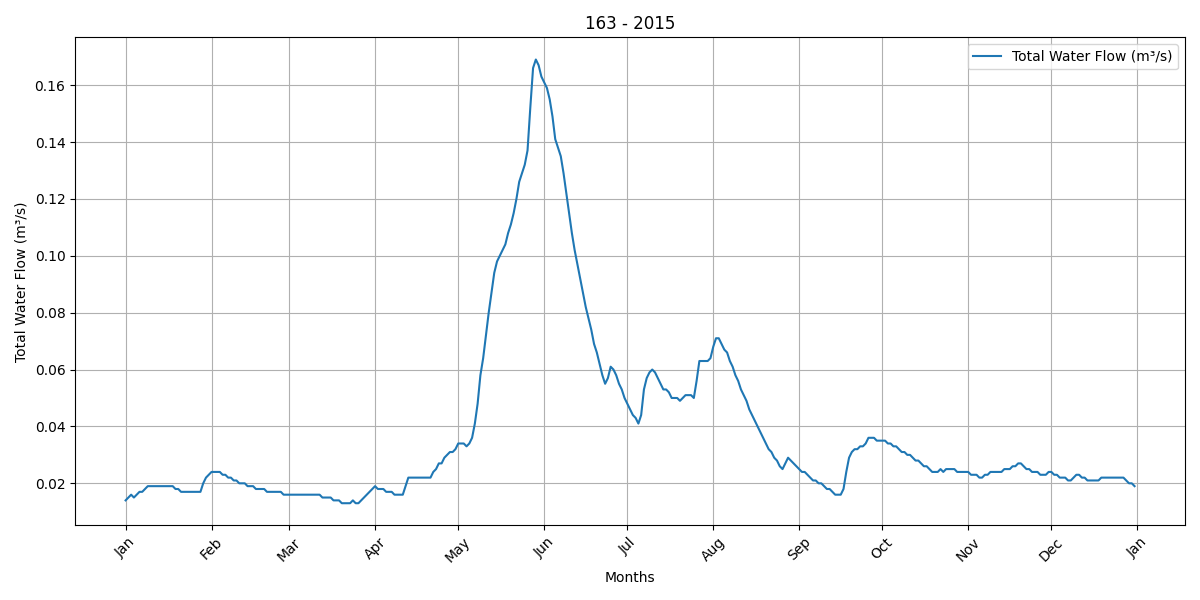 163 - 2015
Total Water Flow (m³/s)
Total Water Flow (m³/s)
0.16
0.14
0.12
0.10
0.08
0.06
0.04
0.02
Jan Feb Mar Apr May Jun Jul Aug Sep Oct Nov Dec Jan
Months